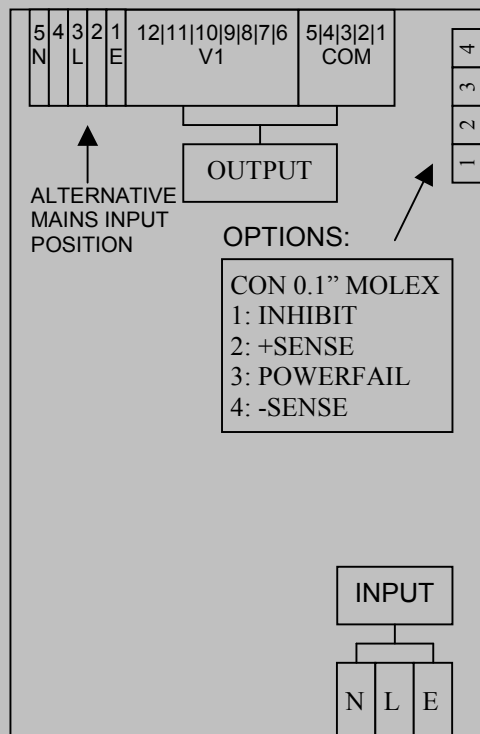 5 4 3 2 1
N L E
12|11|10|9|8|7|6
V1
5|4|3|2|1
COM
4
3
2
1
OUTPUT
ALTERNATIVE
MAINS INPUT
POSITION
OPTIONS:
CON 0.1” MOLEX
1: INHIBIT
2: +SENSE
3: POWERFAIL
4: -SENSE
INPUT
N L E